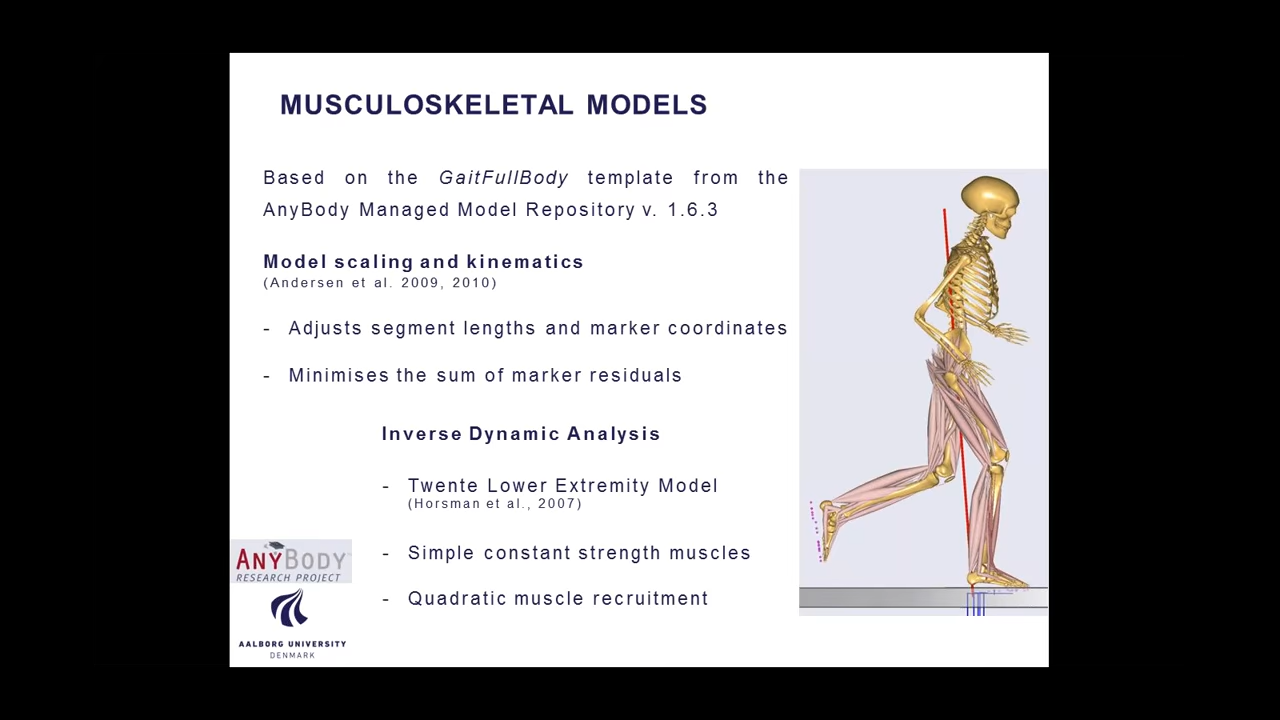 MUSCULOSKELETAL MODELS
Based on the GaitFullBody template from the
AnyBody Managed Model Repository v. 1.6.3
Model scaling and kinematics
(Andersen et al. 2009, 2010)
- Adjusts segment lengths and marker coordinates
- Minimises the sum of marker residuals
Inverse Dynamic Analysis
- Twente Lower Extremity Model
(Horsman et al., 2007)
- Simple constant strength muscles
- Quadratic muscle recruitment
ANYBODY
RESEARCH PROJECT
AALBORG UNIVERSITY
DENMARK